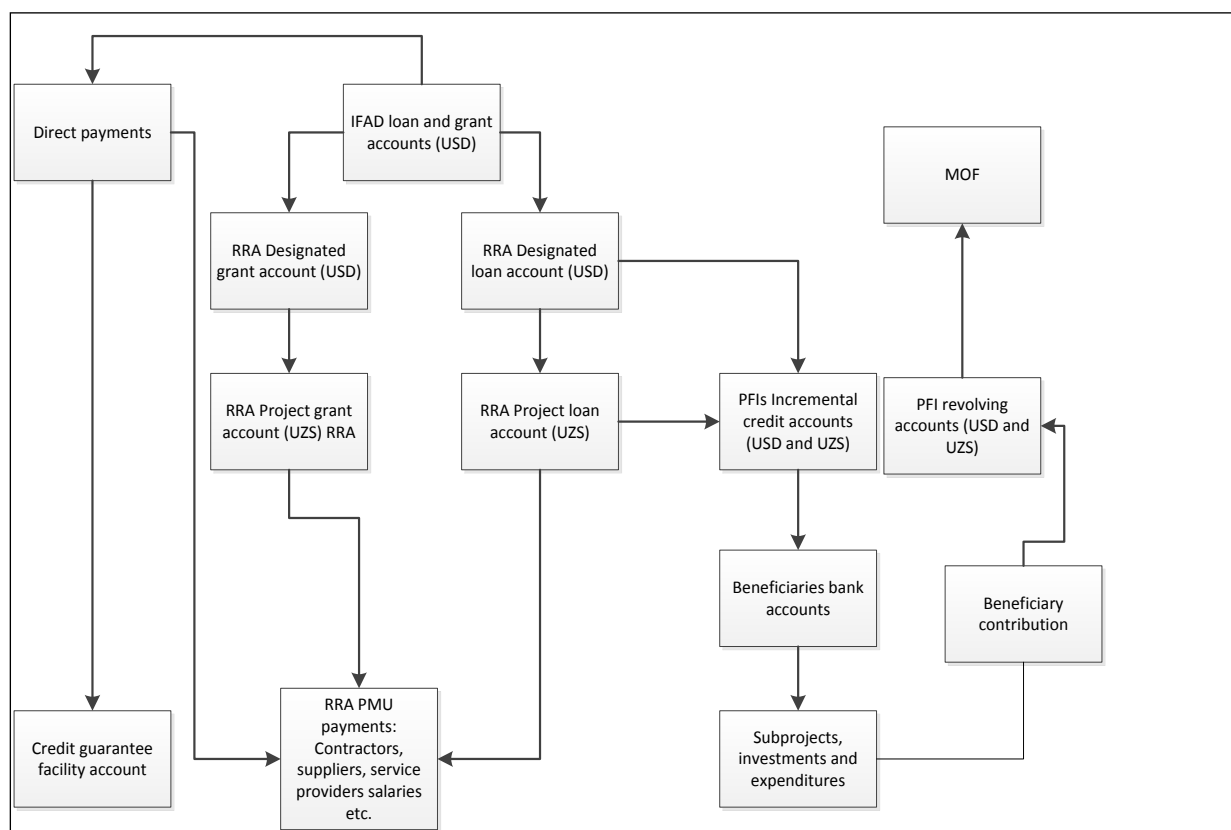 Direct payments
IFAD loan and grant
accounts (USD)
MOF
RRA Designated
grant account (USD)
RRA Designated
loan account (USD)
RRA Project grant
account (UZS) RRA
RRA Project loan
account (UZS)
PFIs Incremental
credit accounts
(USD and UZS)
PFI revolving
accounts (USD and
UZS)
Beneficiaries bank
accounts
Beneficiary
contribution
Credit guarantee
facility account
RRA PMU
payments:
Contractors,
suppliers, service
providers salaries
etc.
Subprojects,
investments and
expenditures